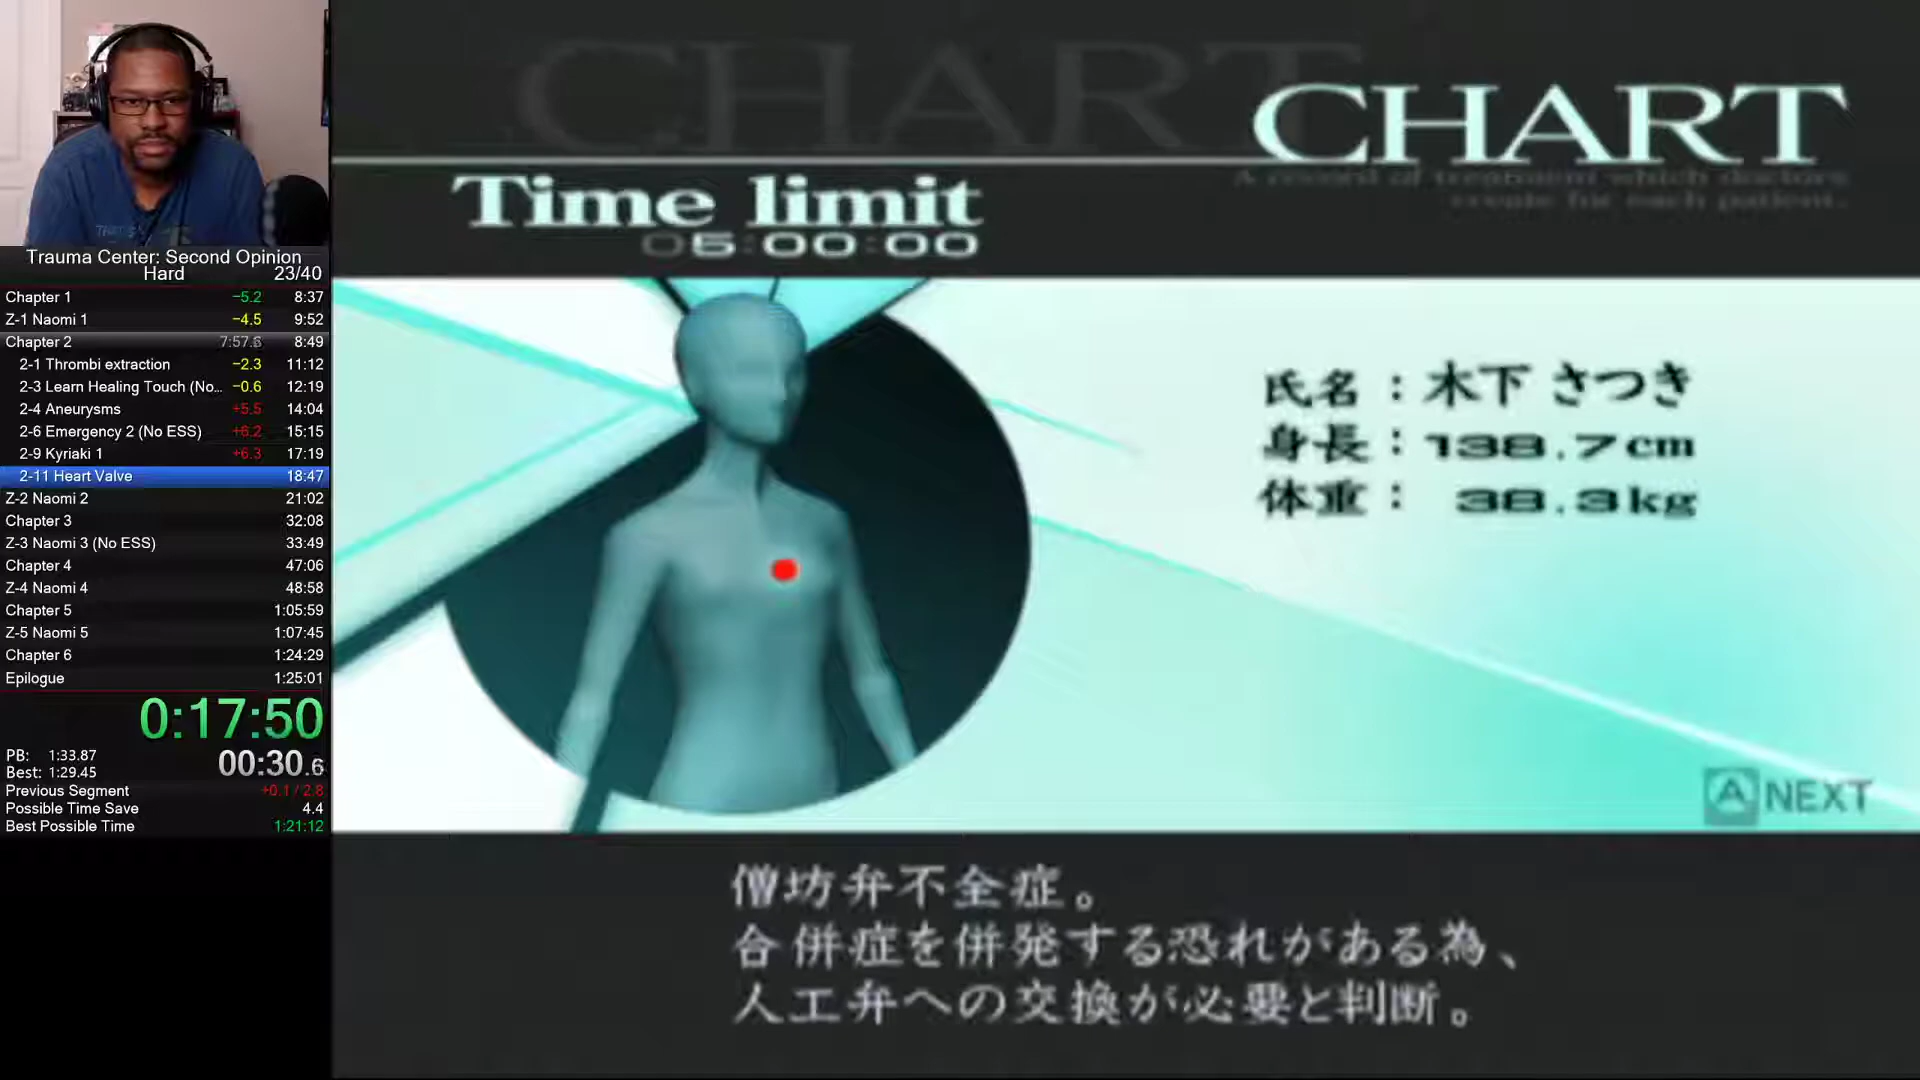 CHART
CHART
A record of treatment which doctors
create for each patient.
Time limit
05:00:00
氏名：木下 さつき
身長：138.7cm
体重： 38.3kg
A NEXT
僧坊弁不全症。
合併症を併発する恐れがある為、
人工弁への交換が必要と判断。
Trauma Center: Second Opinion
Hard 23/40
Chapter 1 −5.2 8:37
Z-1 Naomi 1 −4.5 9:52
Chapter 2 8:49
2-1 Thrombi extraction −2.3 11:12
2-3 Learn Healing Touch (No... −0.6 12:19
2-4 Aneurysms +5.5 14:04
2-6 Emergency 2 (No ESS) +6.2 15:15
2-9 Kyriaki 1 +6.3 17:19
2-11 Heart Valve 18:47
Z-2 Naomi 2 21:02
Chapter 3 32:08
Z-3 Naomi 3 (No ESS) 33:49
Chapter 4 47:06
Z-4 Naomi 4 48:58
Chapter 5 1:05:59
Z-5 Naomi 5 1:07:45
Chapter 6 1:24:29
Epilogue 1:25:01
0:17:50
PB: 1:33.87
Best: 1:29.45
00:30.6
Previous Segment +0.1 / 2.8
Possible Time Save 4.4
Best Possible Time 1:21:12